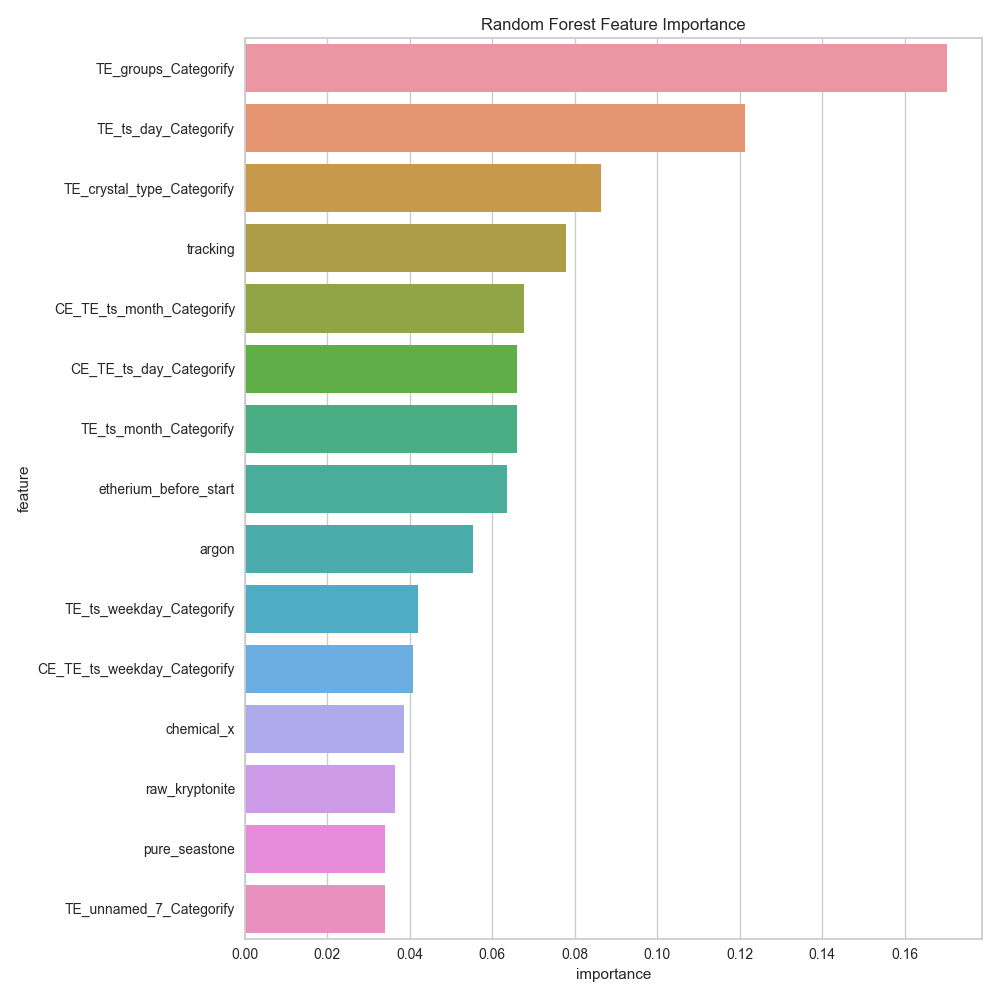 Random Forest Feature Importance
TE_groups_Categorify
TE_ts_day_Categorify
TE_crystal_type_Categorify
tracking
CE_TE_ts_month_Categorify
CE_TE_ts_day_Categorify
TE_ts_month_Categorify
etherium_before_start
argon
TE_ts_weekday_Categorify
CE_TE_ts_weekday_Categorify
chemical_x
raw_kryptonite
pure_seastone
TE_unnamed_7_Categorify
feature
0.00 0.02 0.04 0.06 0.08 0.10 0.12 0.14 0.16
importance